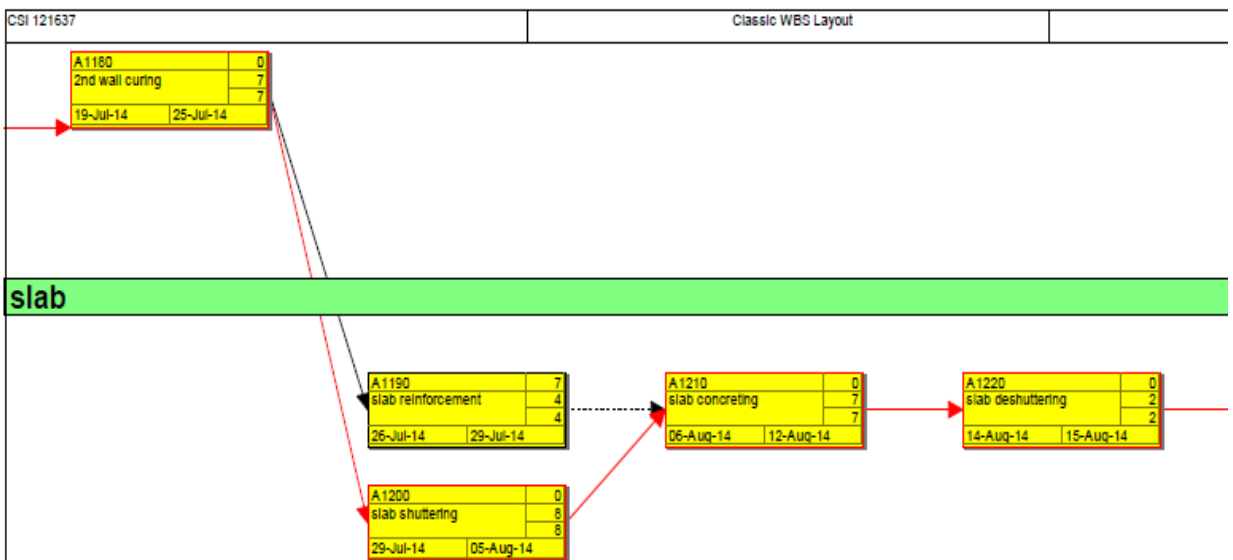 CSI 121637 Classic WBS Layout
A1180 0
2nd wall curing 7
7
19-Jul-14 25-Jul-14
slab
A1190 7
slab reinforcement 4
4
26-Jul-14 29-Jul-14
A1210 0
slab concreting 7
7
06-Aug-14 12-Aug-14
A1220 0
slab deshuttering 2
2
14-Aug-14 15-Aug-14
A1200 0
slab shuttering 8
8
29-Jul-14 05-Aug-14